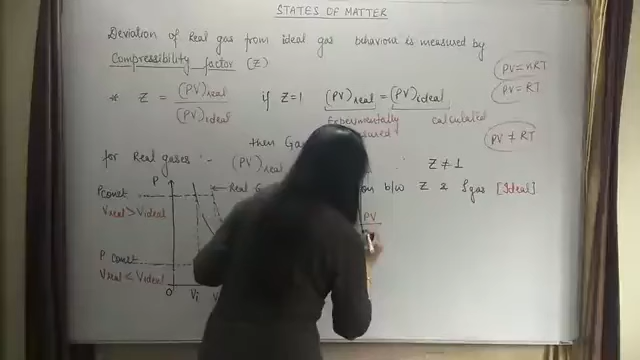 STATES OF MATTER
Deviation of Real gas from ideal gas behaviour is measured by
Compressibility factor (Z)
PV = nRT
PV = RT
* Z = (PV)real / (PV)ideal if Z=1 (PV)real = (PV)ideal
Experimentally calculated
then PV ≠ RT
for Real gases :- (PV)real ∴ Z ≠ 1
P
Real b/w Z & gas [Ideal]
P const
Vreal > Videal
PV
P const
Vreal < Videal
O Vi